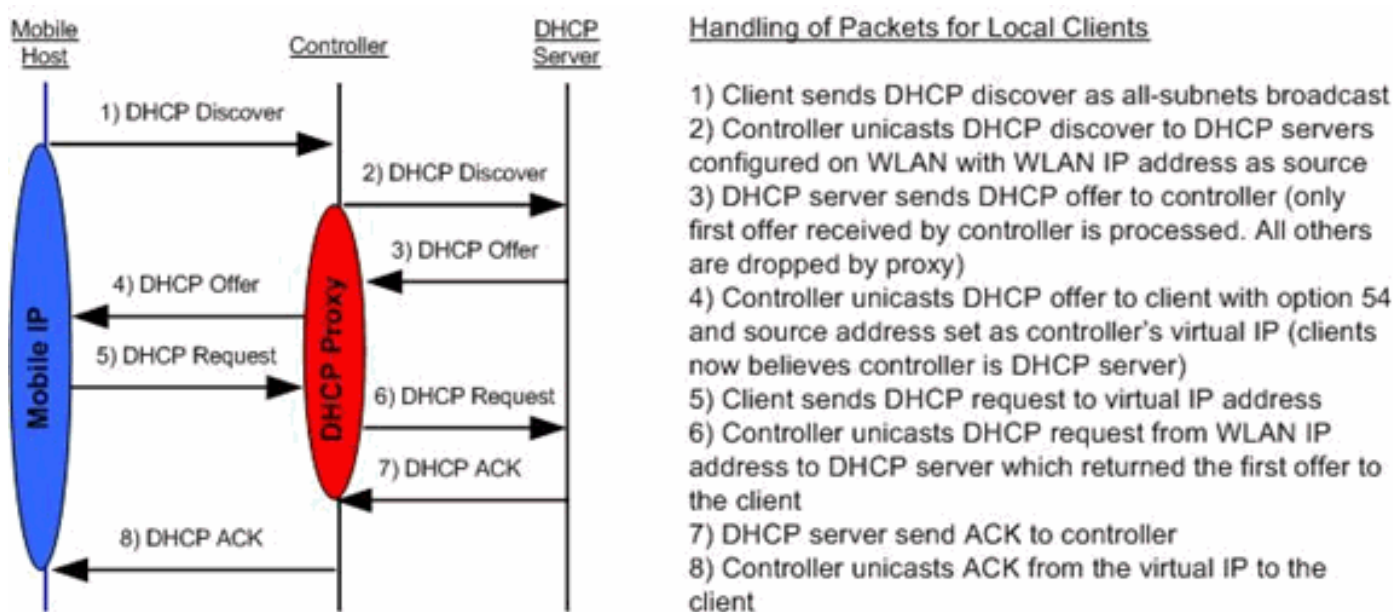 Mobile
Host
Controller
DHCP
Server
1) DHCP Discover
2) DHCP Discover
3) DHCP Offer
4) DHCP Offer
5) DHCP Request
6) DHCP Request
7) DHCP ACK
8) DHCP ACK
Mobile IP
DHCP Proxy
Handling of Packets for Local Clients
1) Client sends DHCP discover as all-subnets broadcast
2) Controller unicasts DHCP discover to DHCP servers
configured on WLAN with WLAN IP address as source
3) DHCP server sends DHCP offer to controller (only
first offer received by controller is processed. All others
are dropped by proxy)
4) Controller unicasts DHCP offer to client with option 54
and source address set as controller's virtual IP (clients
now believes controller is DHCP server)
5) Client sends DHCP request to virtual IP address
6) Controller unicasts DHCP request from WLAN IP
address to DHCP server which returned the first offer to
the client
7) DHCP server send ACK to controller
8) Controller unicasts ACK from the virtual IP to the
client